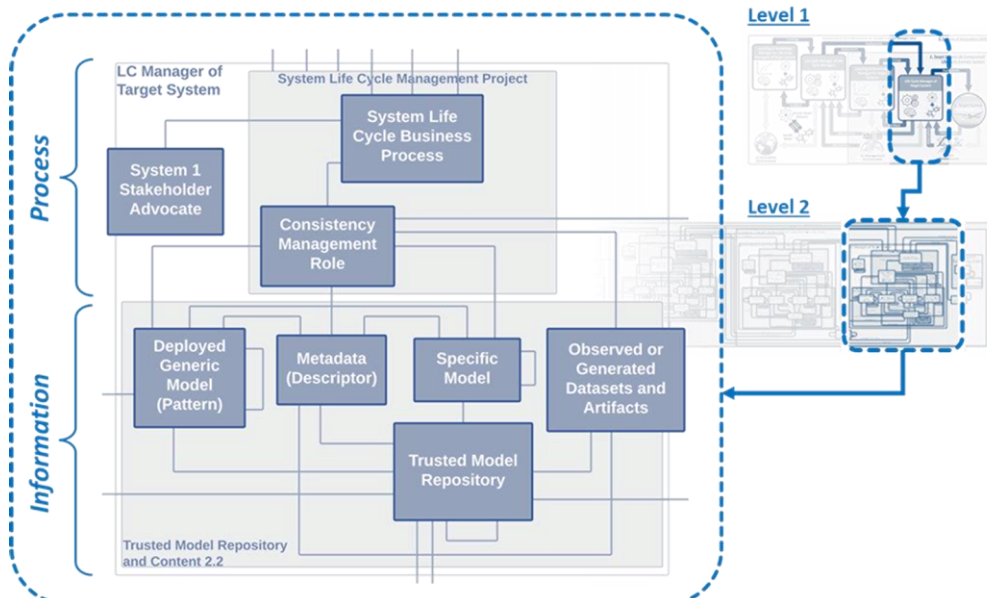 Level 1
LC Manager of
Target System
System Life Cycle Management Project
System Life
Cycle Business
Process
System 1
Stakeholder
Advocate
Process
Consistency
Management
Role
Level 2
Deployed
Generic
Model
(Pattern)
Metadata
(Descriptor)
Specific
Model
Observed or
Generated
Datasets and
Artifacts
Information
Trusted Model
Repository
Trusted Model Repository
and Content 2.2